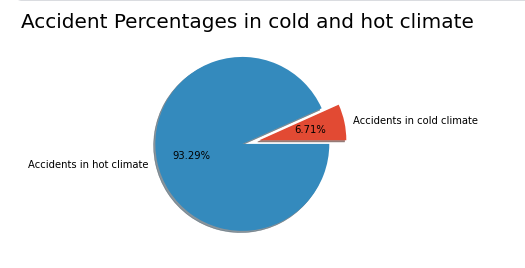 Accident Percentages in cold and hot climate
Accidents in cold climate
6.71%
93.29%
Accidents in hot climate